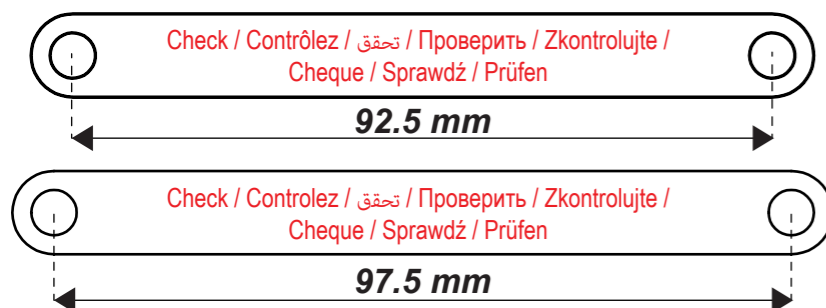 Check / Contrôlez / تحقق / Проверить / Zkontrolujte /
Cheque / Sprawdź / Prüfen
92.5 mm
Check / Controlez / تحقق / Проверить / Zkontrolujte /
Cheque / Sprawdź / Prüfen
97.5 mm